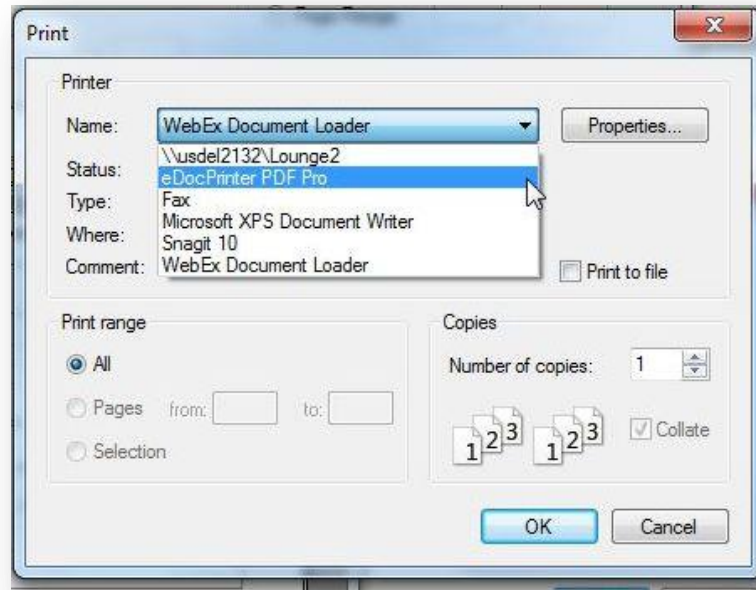 Print
Printer
Name:
WebEx Document Loader
Properties...
\\usdel2132\Lounge2
Status:
eDocPrinter PDF Pro
Type:
Fax
Microsoft XPS Document Writer
Where:
Snagit 10
Comment:
WebEx Document Loader
Print to file
Print range
Copies
All
Number of copies:
1
Pages
from:
to:
1 2 3
1 2 3
Collate
Selection
OK
Cancel